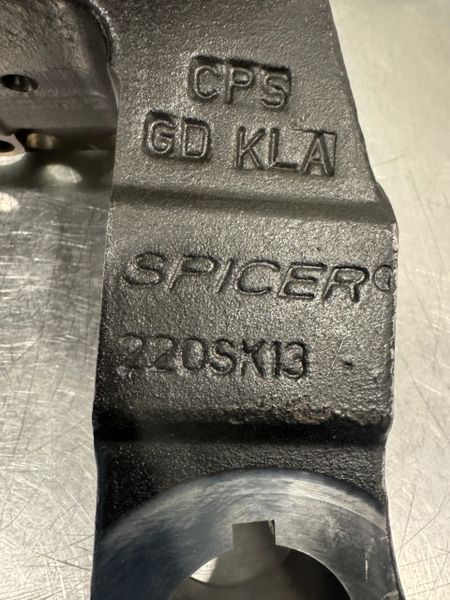 CPS
GD KLA
SPICER®
220SK13